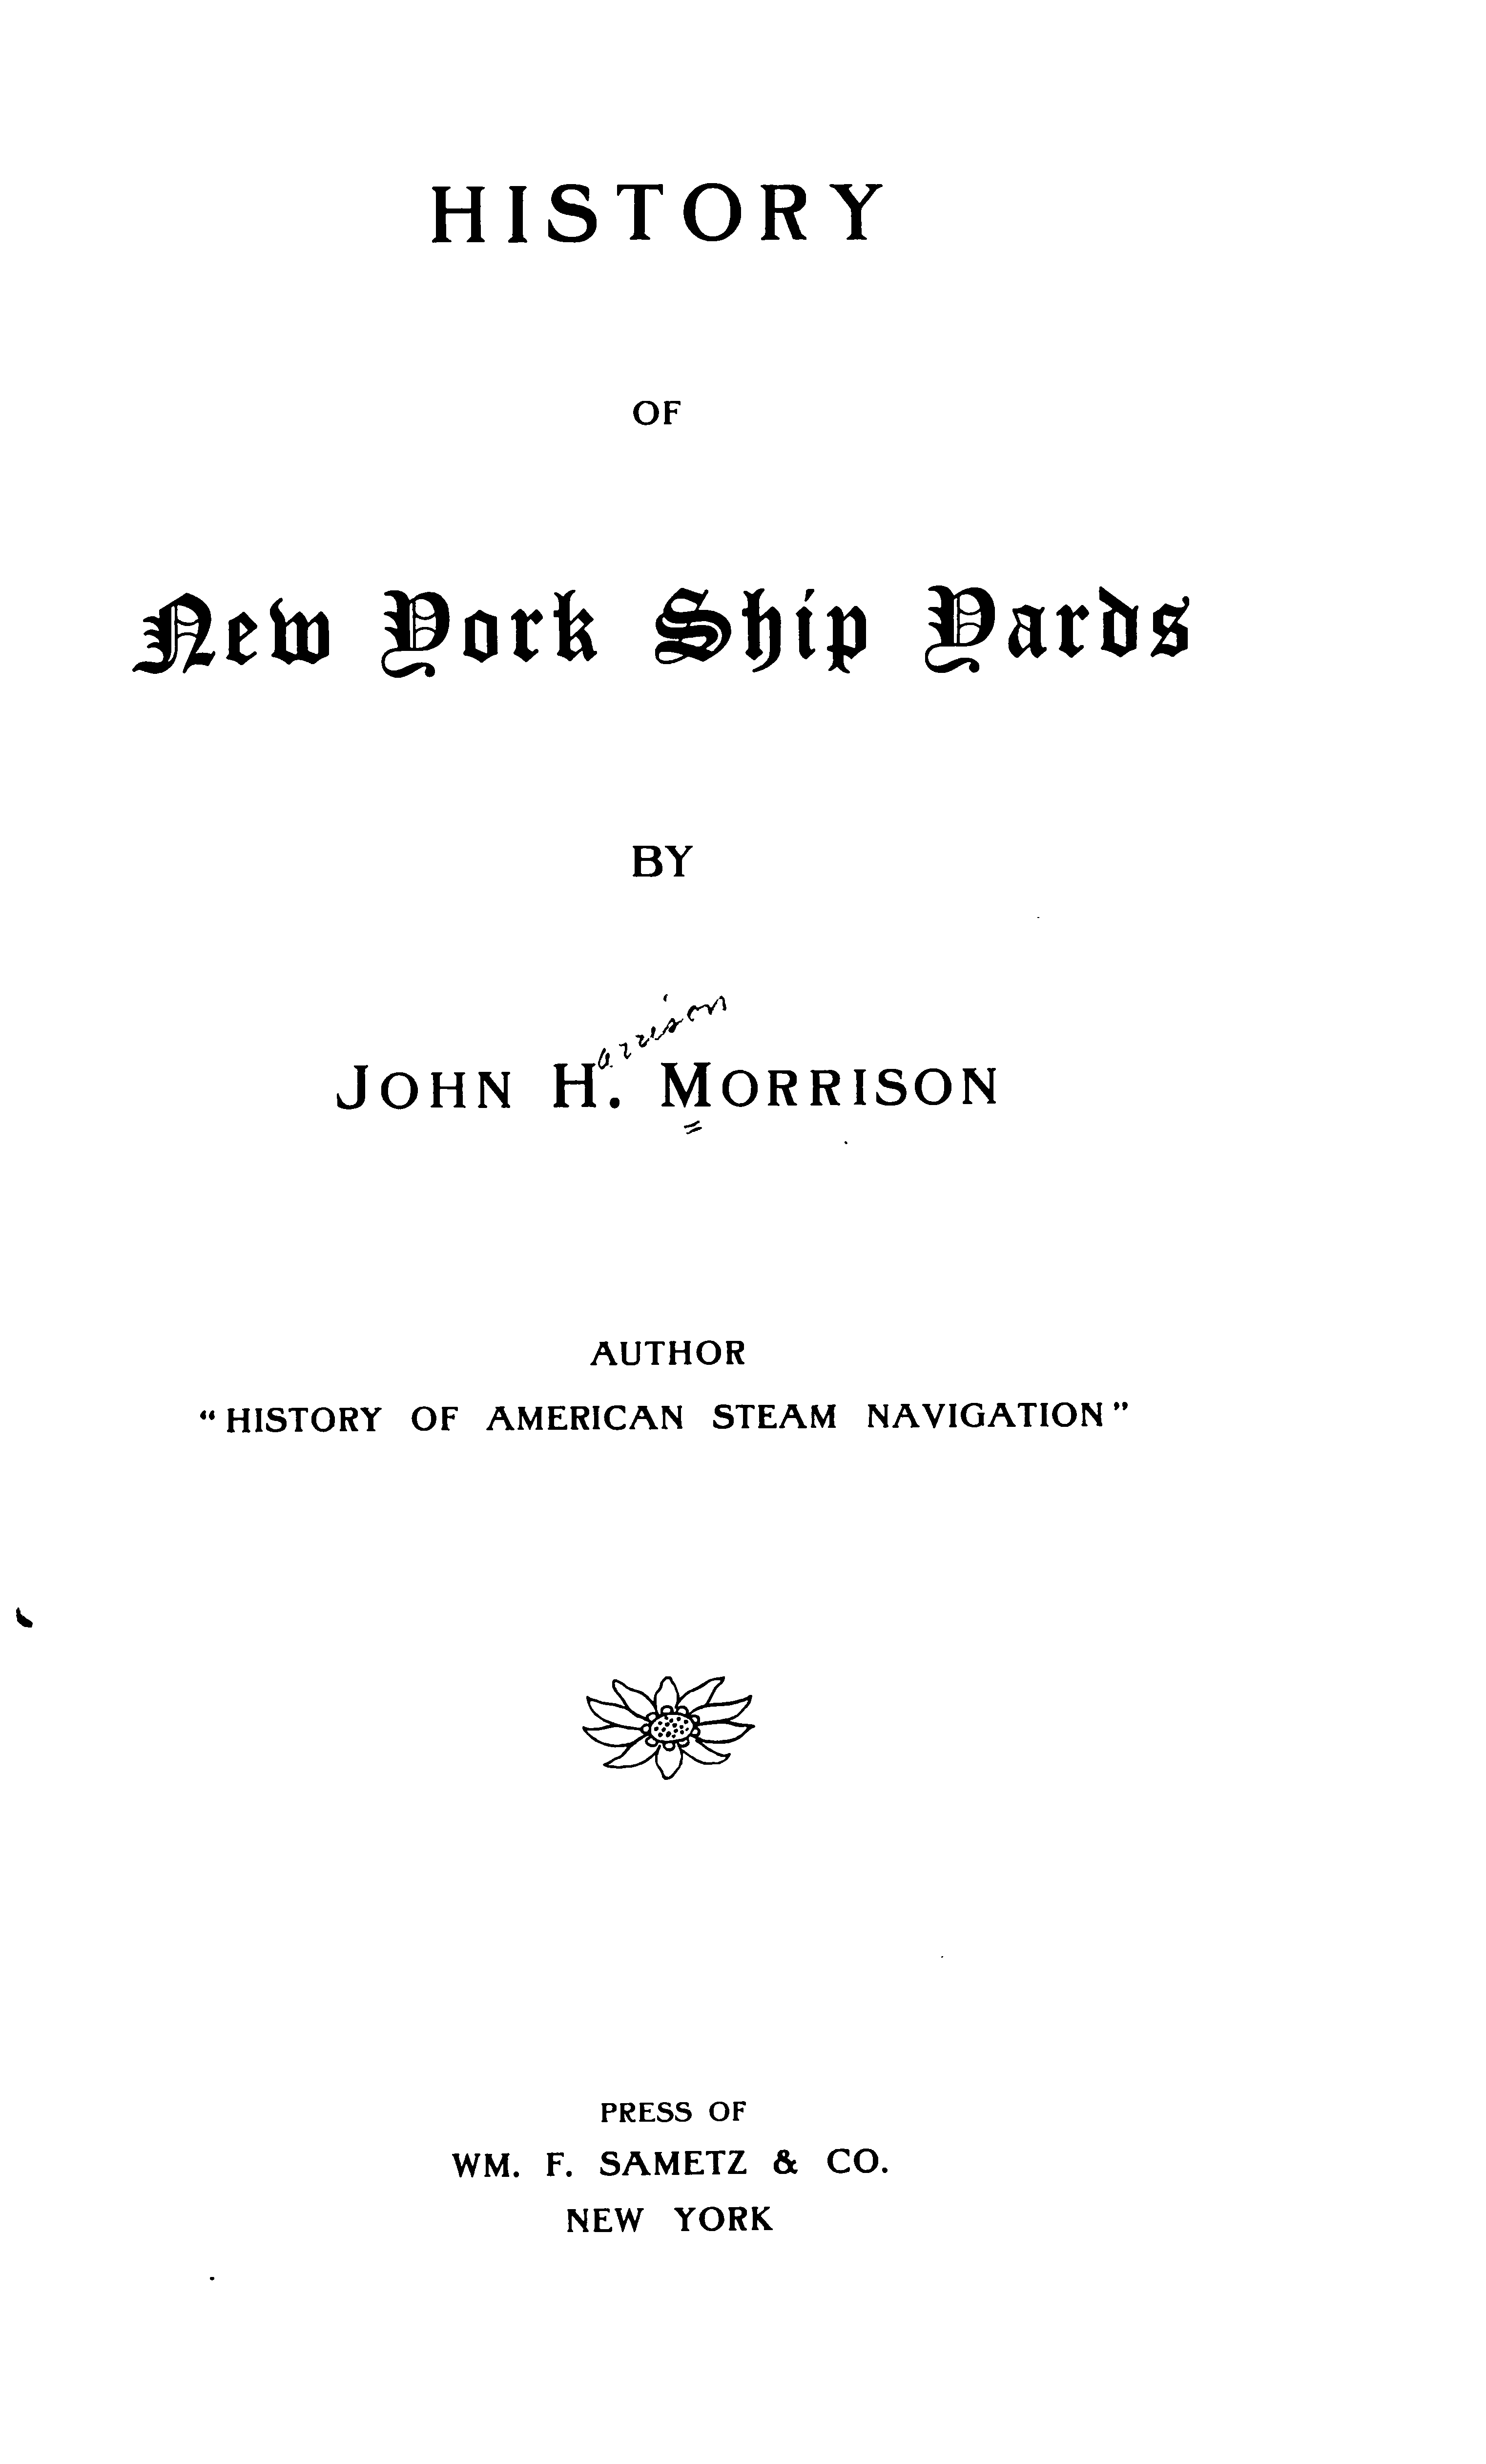 HISTORY
OF
New York Ship Yards
BY
arrison
JOHN H. MORRISON
AUTHOR
“HISTORY OF AMERICAN STEAM NAVIGATION”
PRESS OF
WM. F. SAMETZ & CO.
NEW YORK